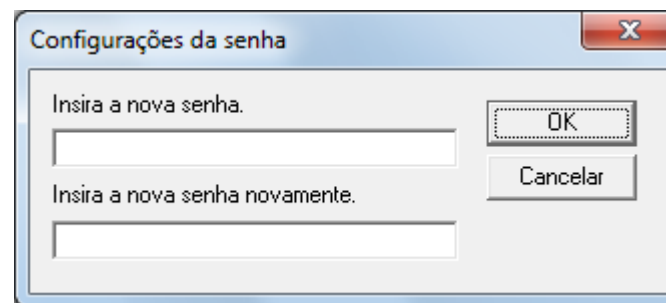 Configurações da senha
Insira a nova senha.
OK
Cancelar
Insira a nova senha novamente.